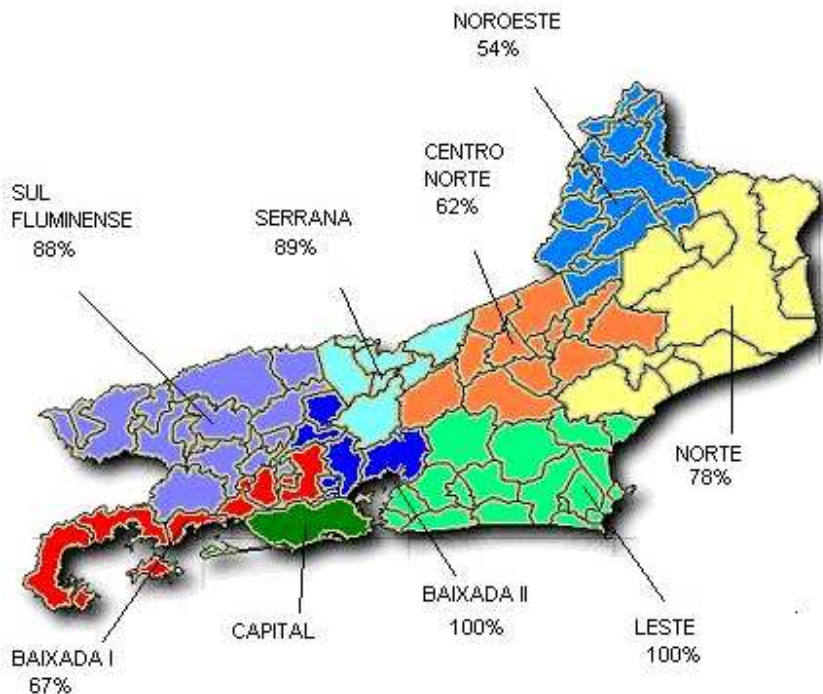 NOROESTE
54%
CENTRO
NORTE
62%
SUL
FLUMINENSE
88%
SERRANA
89%
NORTE
78%
BAIXADA II
100%
CAPITAL
LESTE
100%
BAIXADA I
67%